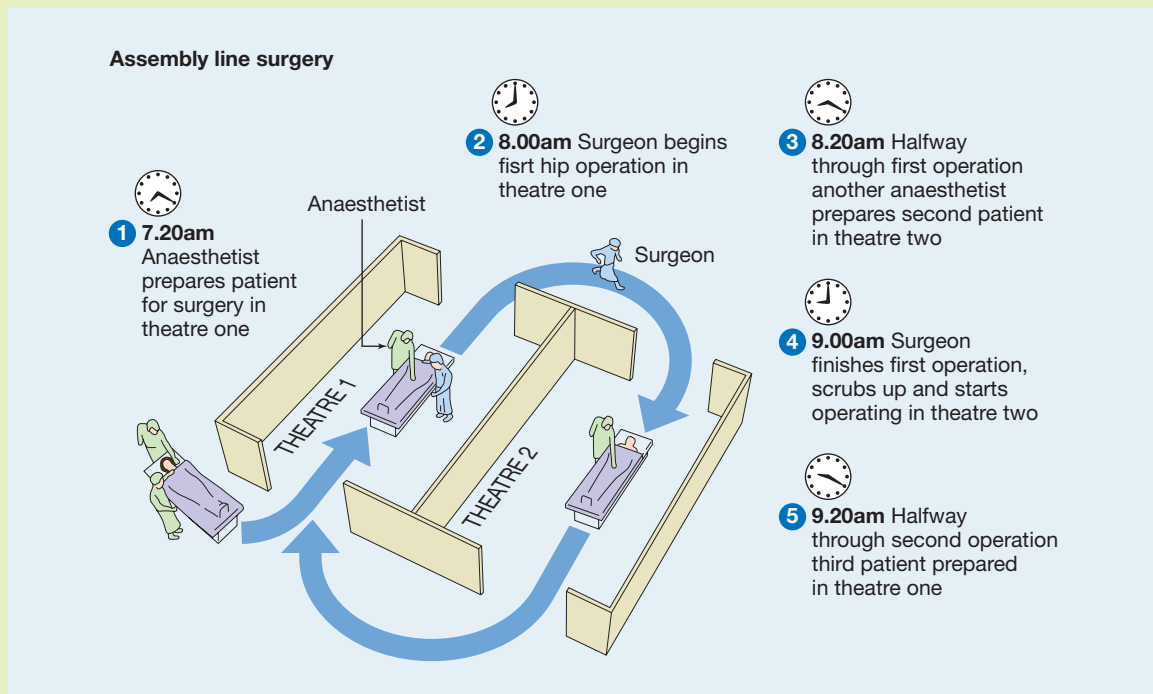 Assembly line surgery
1 7.20am
Anaesthetist
prepares patient
for surgery in
theatre one
Anaesthetist
2 8.00am Surgeon begins
fisrt hip operation in
theatre one
Surgeon
3 8.20am Halfway
through first operation
another anaesthetist
prepares second patient
in theatre two
4 9.00am Surgeon
finishes first operation,
scrubs up and starts
operating in theatre two
5 9.20am Halfway
through second operation
third patient prepared
in theatre one
THEATRE 1
THEATRE 2